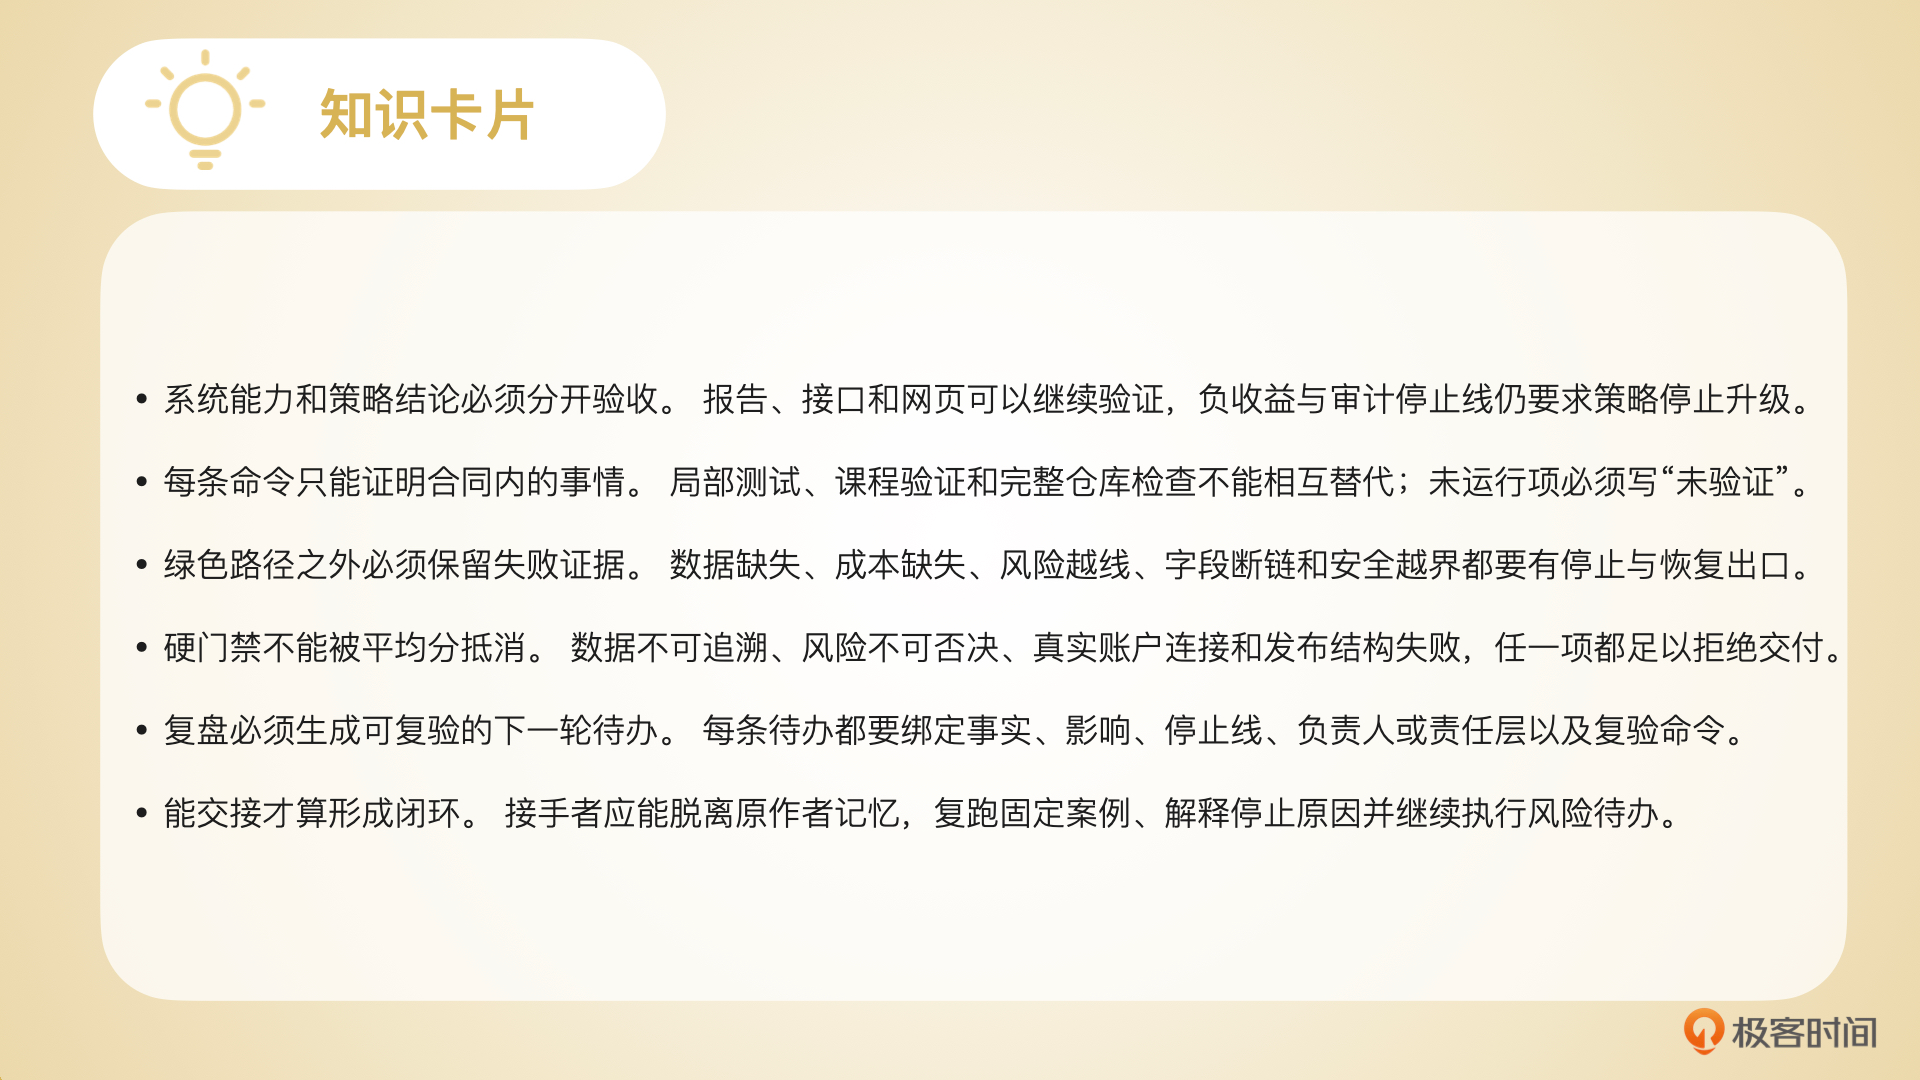 知识卡片
• 系统能力和策略结论必须分开验收。 报告、接口和网页可以继续验证，负收益与审计停止线仍要求策略停止升级。
• 每条命令只能证明合同内的事情。 局部测试、课程验证和完整仓库检查不能相互替代；未运行项必须写“未验证”。
• 绿色路径之外必须保留失败证据。 数据缺失、成本缺失、风险越线、字段断链和安全越界都要有停止与恢复出口。
• 硬门禁不能被平均分抵消。 数据不可追溯、风险不可否决、真实账户连接和发布结构失败，任一项都足以拒绝交付。
• 复盘必须生成可复验的下一轮待办。 每条待办都要绑定事实、影响、停止线、负责人或责任层以及复验命令。
• 能交接才算形成闭环。 接手者应能脱离原作者记忆，复跑固定案例、解释停止原因并继续执行风险待办。
极客时间